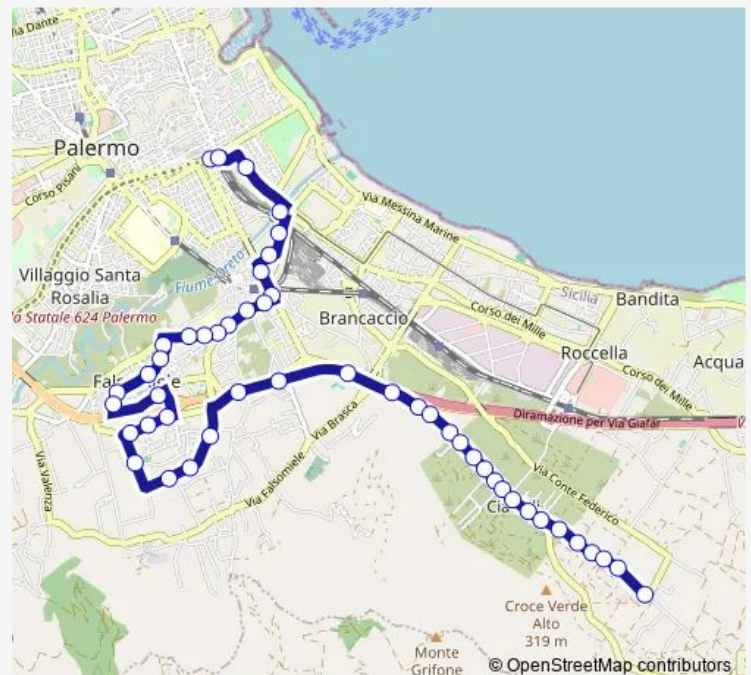 Via Dante
Palermo
Corso Pisani
Via Messina Marine
Fiume Oreto
Villaggio Santa
Rosalia
Statale 624 Palermo
Sicilia
Bandita
Brancaccio
Corso dei Mille
Roccella
Acqua
Corso dei Mille
Diramazione per Via Giafar
Via Brasca
Via Valenza
Via Falsomiele
Via Conte Federico
Croce Verde
Alto
319 m
Monte
Grifone
© OpenStreetMap contributors